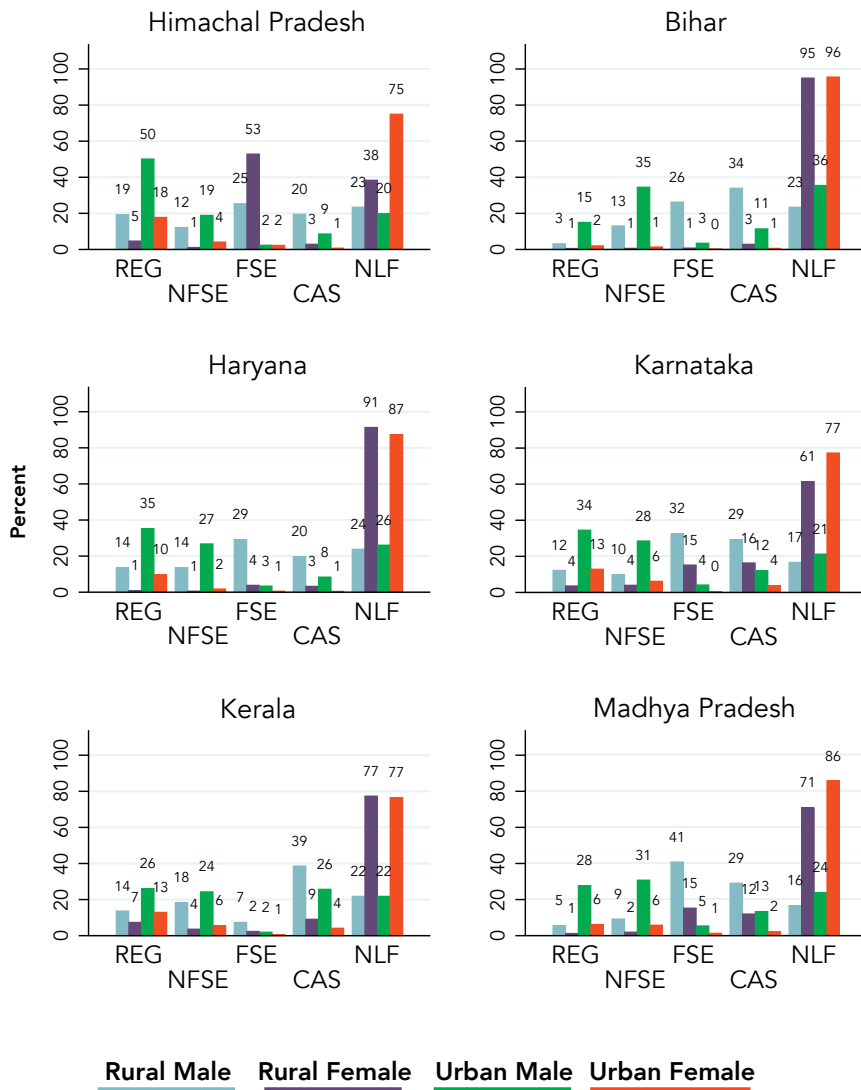 Himachal Pradesh
Bihar
100
80
60
40
20
0
19 5 50 18
12 1 19 4
25 53 2 2
20 3 9 1
23 38 20 75
REG NFSE FSE CAS NLF
100
80
60
40
20
0
3 1 15 2
13 1 35 1
26 1 3 0
34 3 11 1
23 95 36 96
REG NFSE FSE CAS NLF
Percent
Haryana
Karnataka
100
80
60
40
20
0
14 1 35 10
14 1 27 2
29 4 3 1
20 3 8 1
24 91 26 87
REG NFSE FSE CAS NLF
100
80
60
40
20
0
12 4 34 13
10 4 28 6
32 15 4 0
29 16 12 4
17 61 21 77
REG NFSE FSE CAS NLF
Kerala
Madhya Pradesh
100
80
60
40
20
0
14 7 26 13
18 4 24 6
7 2 2 1
39 9 26 4
22 77 22 77
REG NFSE FSE CAS NLF
100
80
60
40
20
0
5 1 28 6
9 2 31 6
41 15 5 1
29 12 13 2
16 71 24 86
REG NFSE FSE CAS NLF
Rural Male Rural Female Urban Male Urban Female